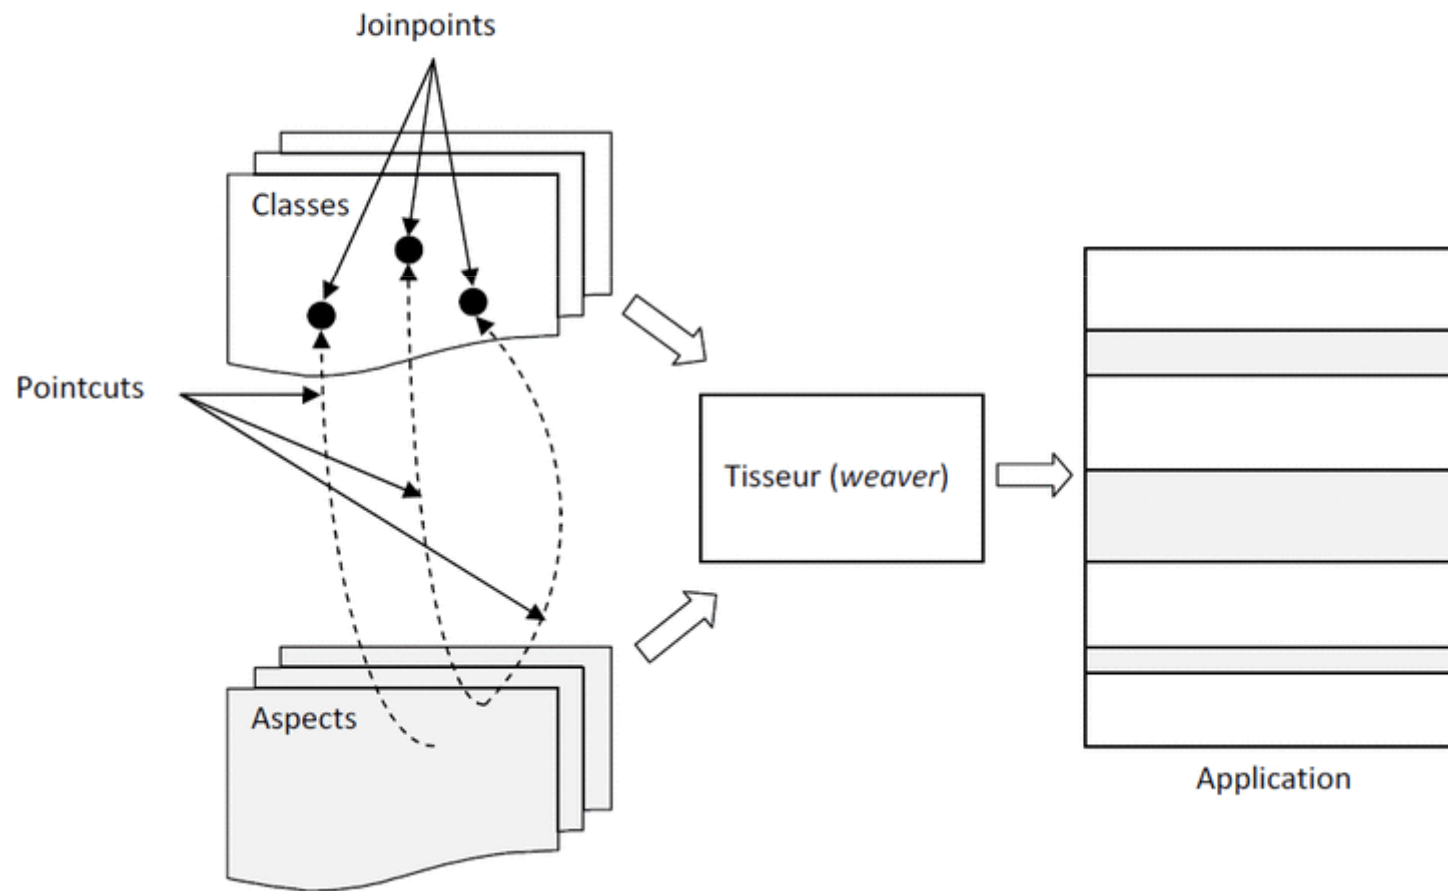 Joinpoints
Classes
Pointcuts
Tisseur (weaver)
Aspects
Application